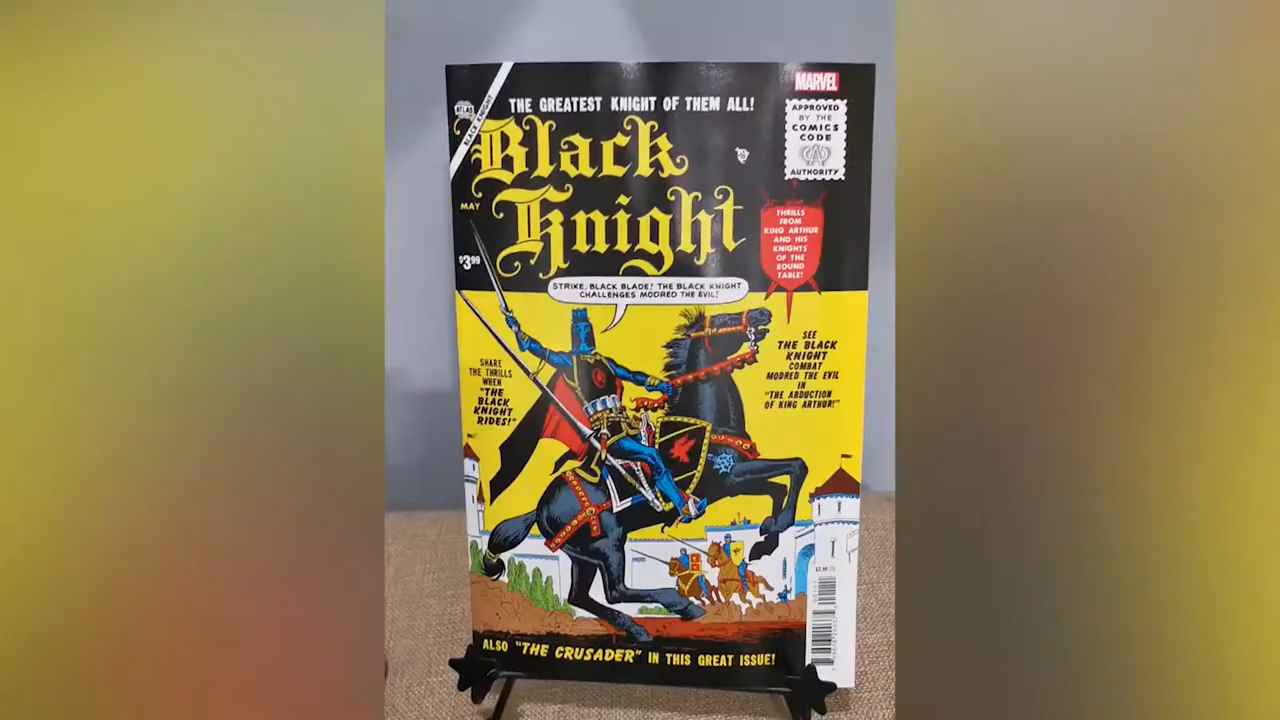 MARVEL
ATLAS
BLACK KNIGHT
THE GREATEST KNIGHT OF THEM ALL!
APPROVED
BY THE
COMICS
CODE
AUTHORITY
Black
Knight
MAY
$3.99
THRILLS
FROM
KING ARTHUR
AND HIS
KNIGHTS
OF THE
ROUND
TABLE!
STRIKE, BLACK BLADE! THE BLACK KNIGHT
CHALLENGES MODRED THE EVIL!
SHARE
THE THRILLS
WHEN
"THE
BLACK
KNIGHT
RIDES!"
SEE
THE BLACK
KNIGHT
COMBAT
MODRED THE EVIL
IN
"THE ABDUCTION
OF KING ARTHUR!"
ALSO "THE CRUSADER" IN THIS GREAT ISSUE!